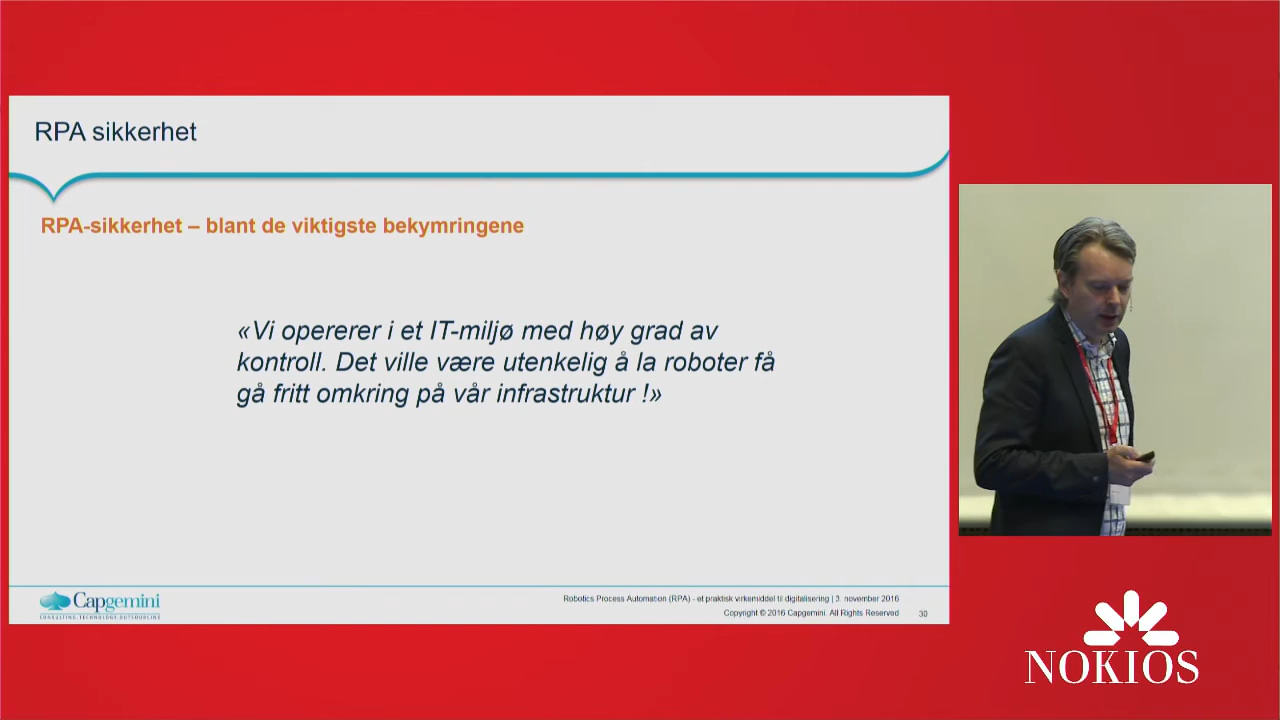 RPA sikkerhet
RPA-sikkerhet – blant de viktigste bekymringene
«Vi opererer i et IT-miljø med høy grad av
kontroll. Det ville være utenkelig å la roboter få
gå fritt omkring på vår infrastruktur !»
Capgemini
CONSULTING.TECHNOLOGY.OUTSOURCING
Robotics Process Automation (RPA) - et praktisk virkemiddel til digitalisering | 3. november 2016
Copyright © 2016 Capgemini. All Rights Reserved
30
NOKIOS